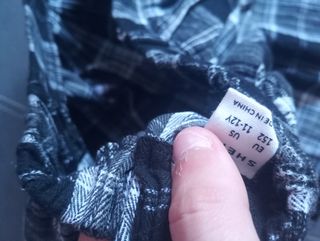 SHE
EU 152 11-12Y
US
E IN CHINA